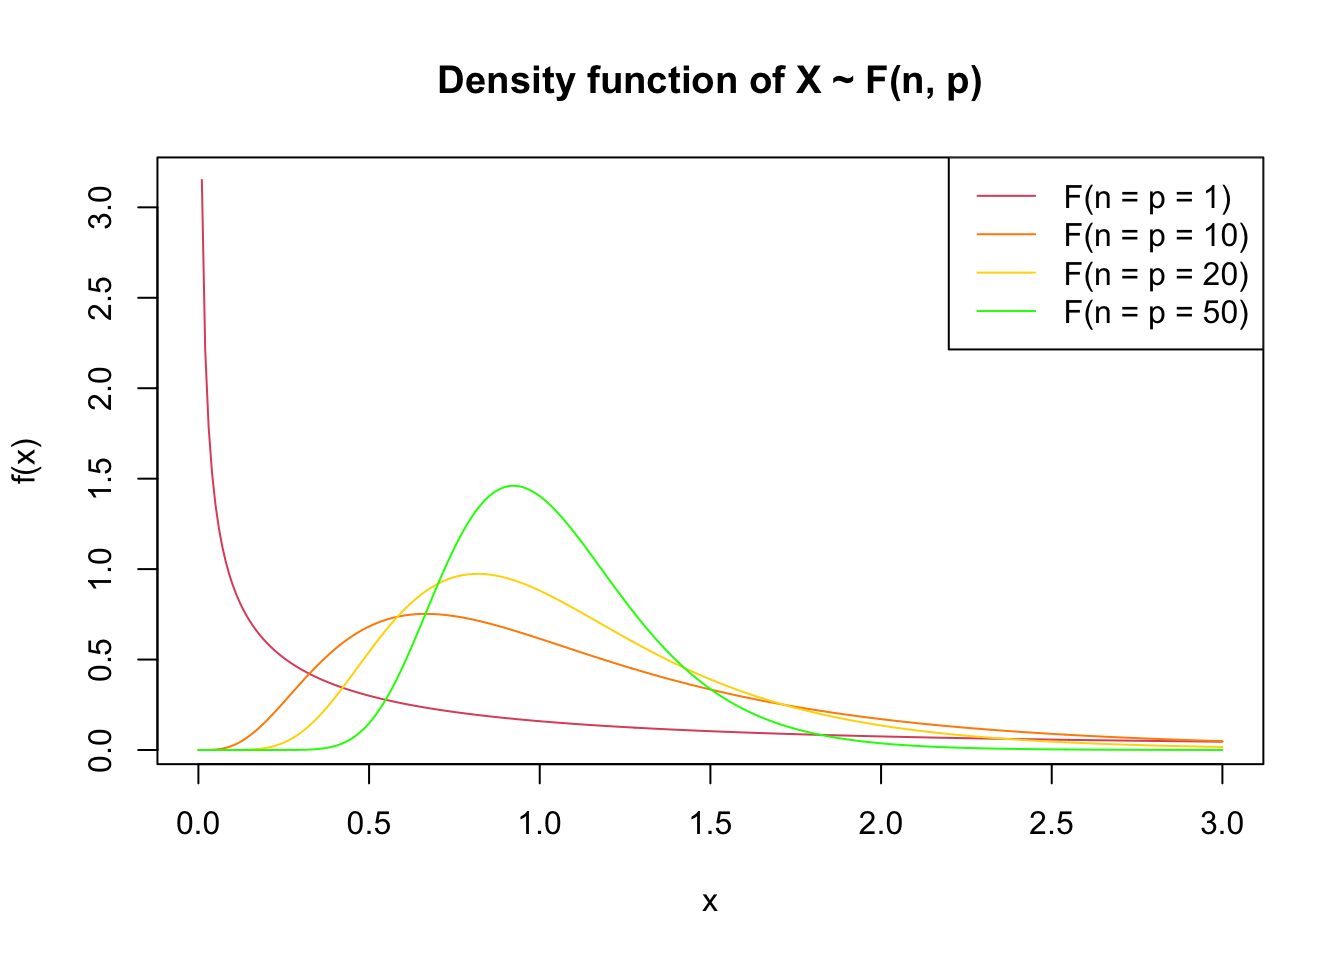 Density function of X ~ F(n, p)
F(n = p = 1)
F(n = p = 10)
F(n = p = 20)
F(n = p = 50)
f(x)
3.0
2.5
2.0
1.5
1.0
0.5
0.0
0.0 0.5 1.0 1.5 2.0 2.5 3.0
x